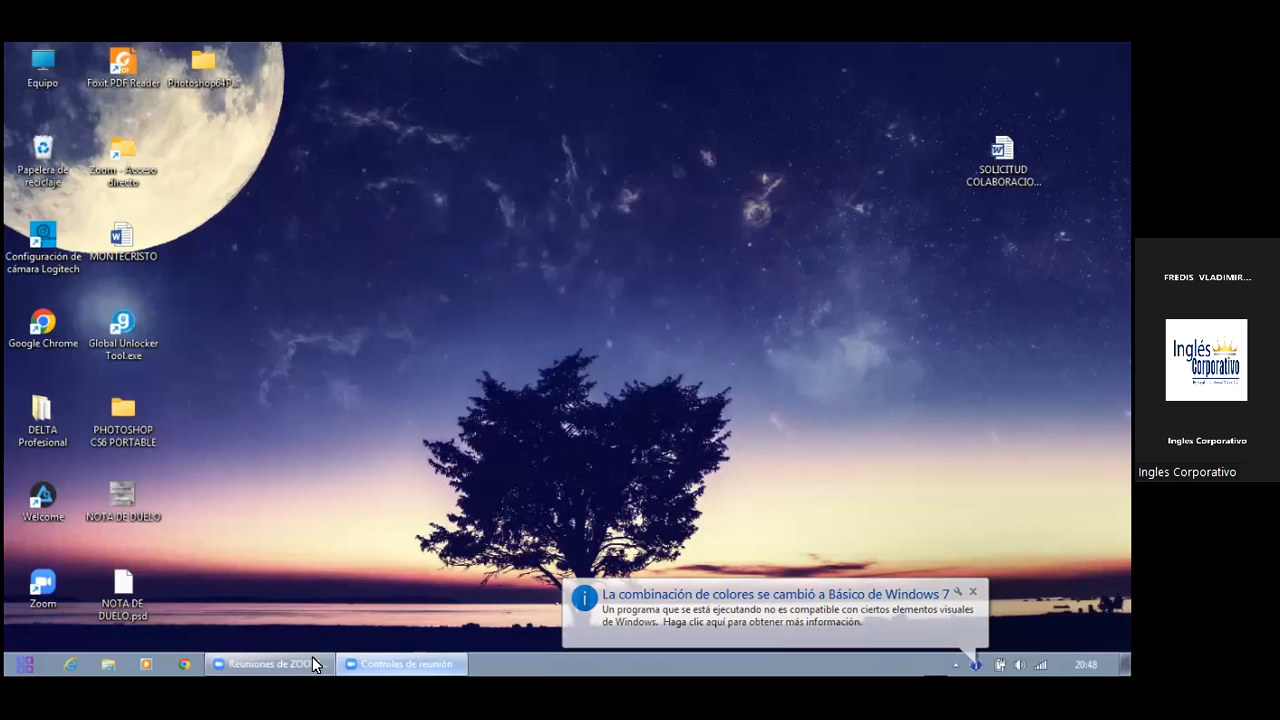 Equipo
Foxit PDF Reader
Photoshop64P...
Papelera de
reciclaje
Zoom - Acceso
directo
SOLICITUD
COLABORACIO...
Configuración de
cámara Logitech
MONTECRISTO
Google Chrome
Global Unlocker
Tool.exe
DELTA
Profesional
PHOTOSHOP
CS6 PORTABLE
Welcome
NOTA DE DUELO
Zoom
NOTA DE
DUELO.psd
La combinación de colores se cambió a Básico de Windows 7
Un programa que se está ejecutando no es compatible con ciertos elementos visuales
de Windows. Haga clic aquí para obtener más información.
Reuniones de ZOO
Controles de reunión
20:48
FREDIS VLADIMIR...
Inglés
Corporativo
Ingles Corporativo
Ingles Corporativo